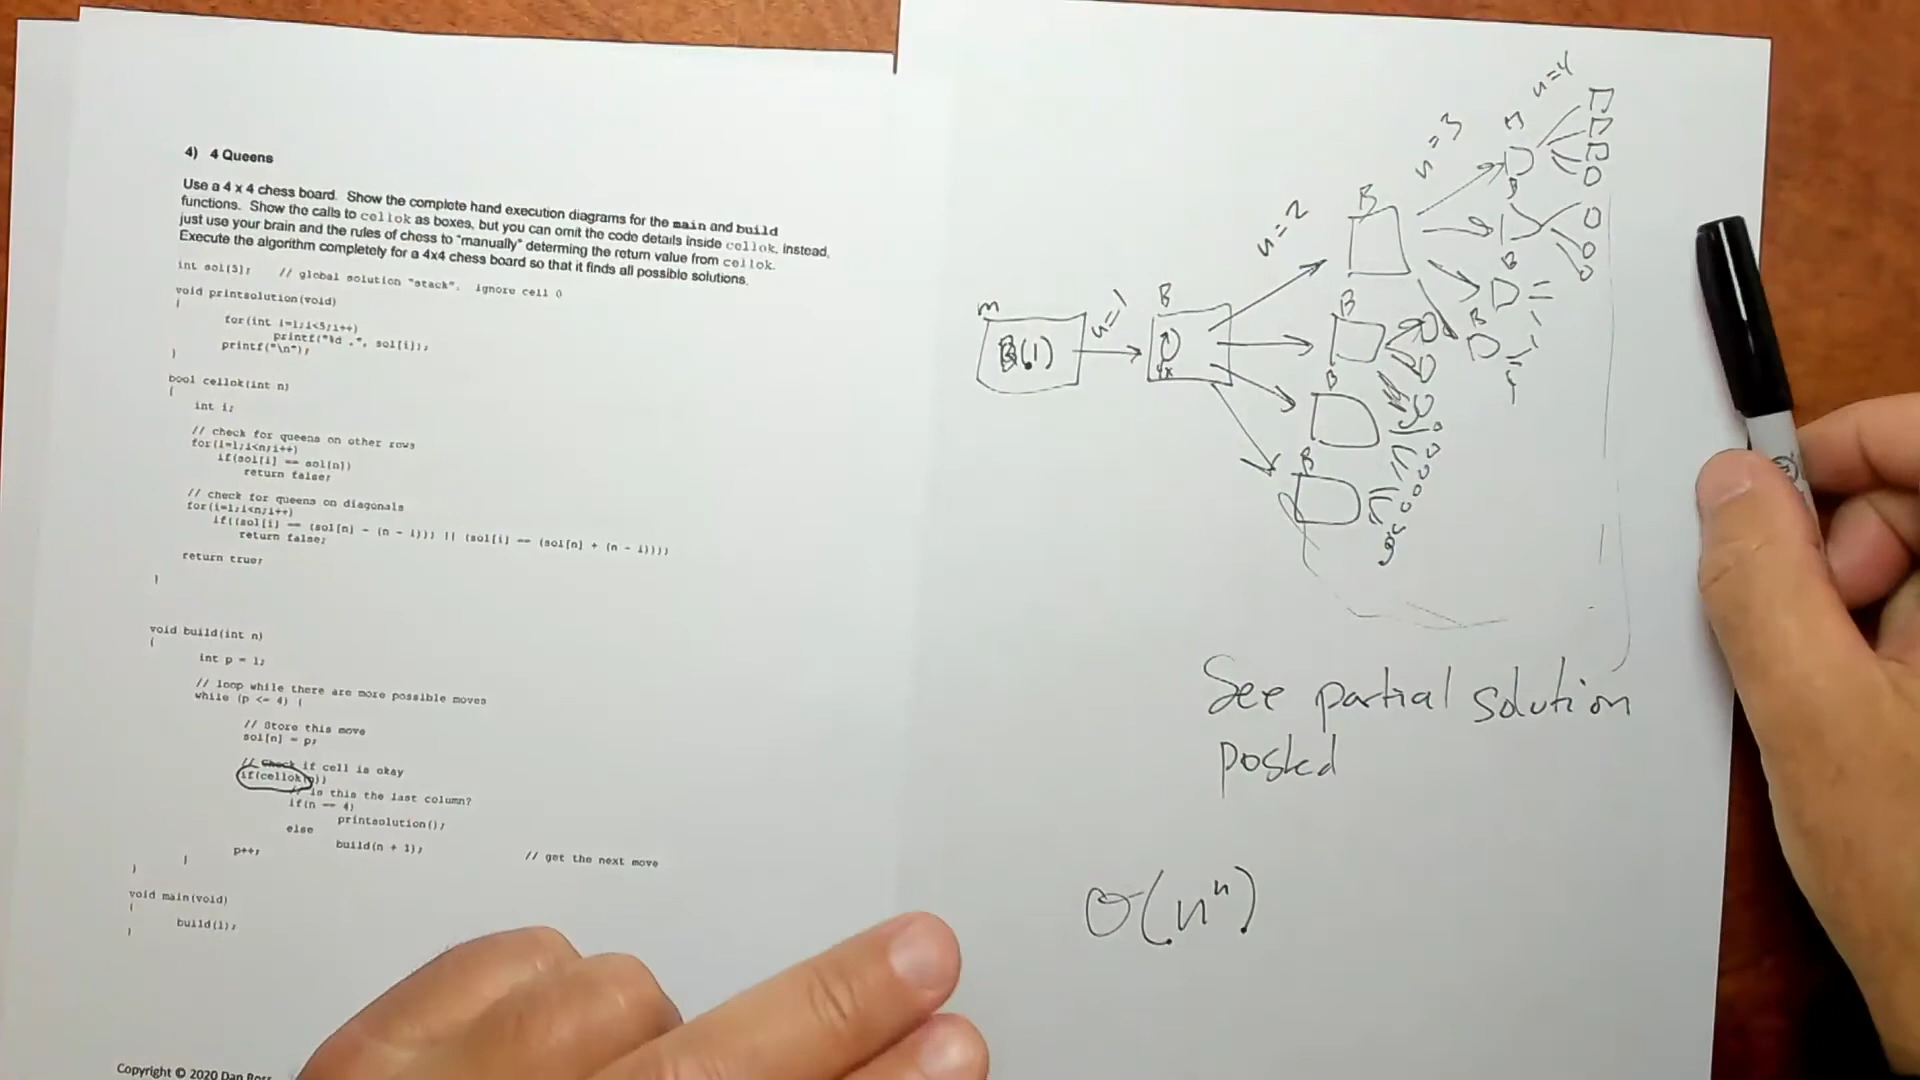 4) 4 Queens
Use a 4 x 4 chess board. Show the complete hand execution diagrams for the main and build
functions. Show the calls to cellok as boxes, but you can omit the code details inside cellok, instead,
just use your brain and the rules of chess to "manually" determing the return value from cellok.
Execute the algorithm completely for a 4x4 chess board so that it finds all possible solutions.
int sol[5]; // global solution "stack". ignore cell 0
void printsolution(void)
{
for(int i=1;i<5;i++)
printf("%d .", sol[i]);
printf("\n");
}
bool cellok(int n)
{
int i;
// check for queens on other rows
for(i=1;i<n;i++)
if(sol[i] == sol[n])
return false;
// check for queens on diagonals
for(i=1;i<n;i++)
if((sol[i] == (sol[n] - (n - i))) || (sol[i] == (sol[n] + (n - i))))
return false;
return true;
}
void build(int n)
{
int p = 1;
// loop while there are more possible moves
while (p <= 4) {
// Store this move
sol[n] = p;
// Check if cell is okay
if(cellok(n))
// is this the last column?
if(n == 4)
printsolution();
else
build(n + 1); // get the next move
p++;
}
}
void main(void)
{
build(1);
}
Copyright © 2020 Dan Ross
m
B(1)
n=1
B
4x
n=2
B
B
B
B
n=3
B
B
B
n=4
See partial solution
posted
O(n^n)